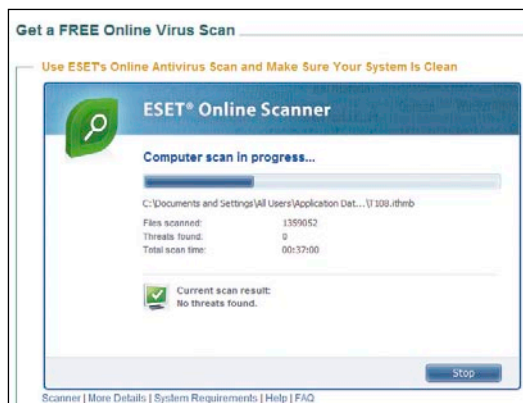 Get a FREE Online Virus Scan
Use ESET's Online Antivirus Scan and Make Sure Your System Is Clean
ESET® Online Scanner
Computer scan in progress...
C:\Documents and Settings\All Users\Application Dat...\T108.ithmb
Files scanned: 1359052
Threats found: 0
Total scan time: 00:37:00
Current scan result:
No threats found.
Stop
Scanner | More Details | System Requirements | Help | FAQ